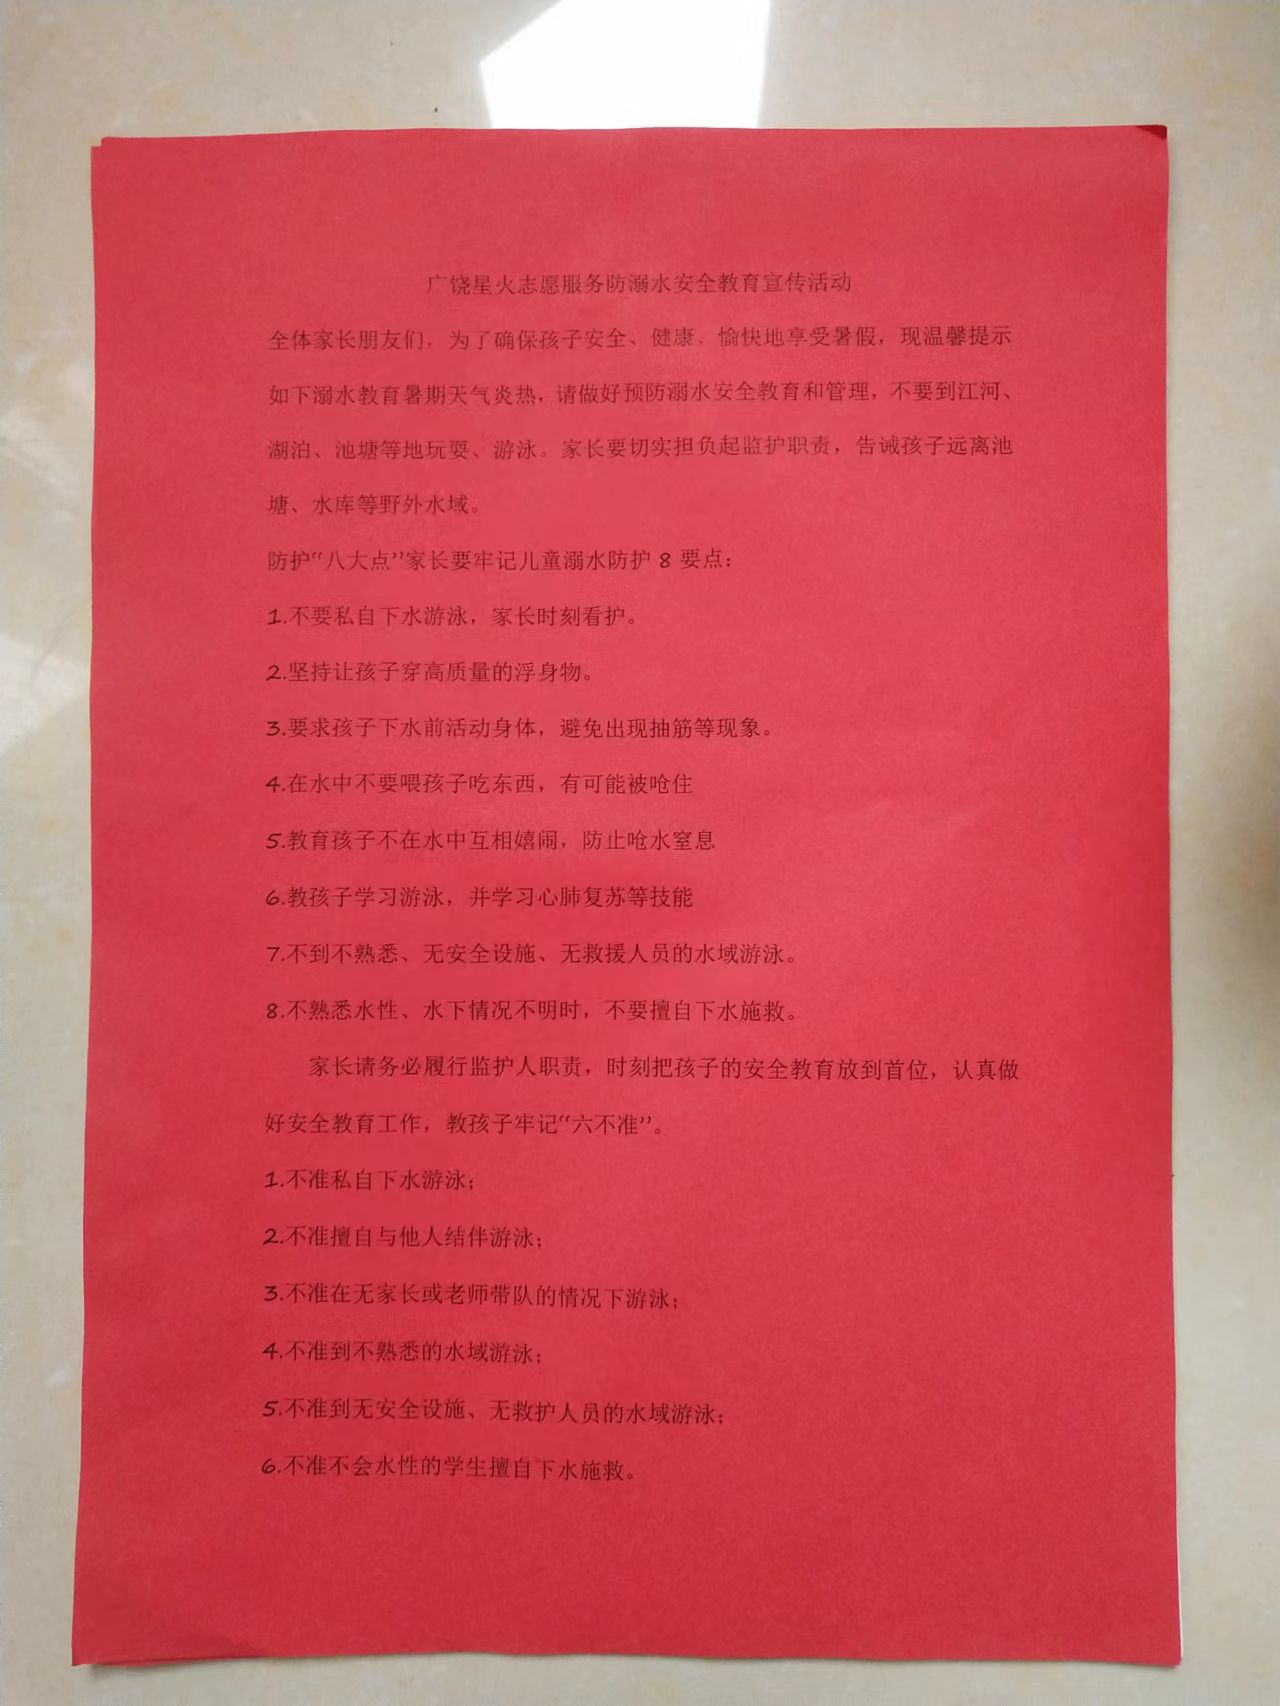 广饶星火志愿服务防溺水安全教育宣传活动
全体家长朋友们，为了确保孩子安全、健康、愉快地享受暑假，现温馨提示
如下溺水教育暑期天气炎热，请做好预防溺水安全教育和管理，不要到江河、
湖泊、池塘等地玩耍、游泳。家长要切实担负起监护职责，告诫孩子远离池
塘、水库等野外水域。
防护“八大点”家长要牢记儿童溺水防护 8 要点：
1.不要私自下水游泳，家长时刻看护。
2.坚持让孩子穿高质量的浮身物。
3.要求孩子下水前活动身体，避免出现抽筋等现象。
4.在水中不要喂孩子吃东西，有可能被呛住
5.教育孩子不在水中互相嬉闹，防止呛水窒息
6.教孩子学习游泳，并学习心肺复苏等技能
7.不到不熟悉、无安全设施、无救援人员的水域游泳。
8.不熟悉水性、水下情况不明时，不要擅自下水施救。
家长请务必履行监护人职责，时刻把孩子的安全教育放到首位，认真做
好安全教育工作，教孩子牢记“六不准”。
1.不准私自下水游泳；
2.不准擅自与他人结伴游泳；
3.不准在无家长或老师带队的情况下游泳；
4.不准到不熟悉的水域游泳；
5.不准到无安全设施、无救护人员的水域游泳；
6.不准不会水性的学生擅自下水施救。